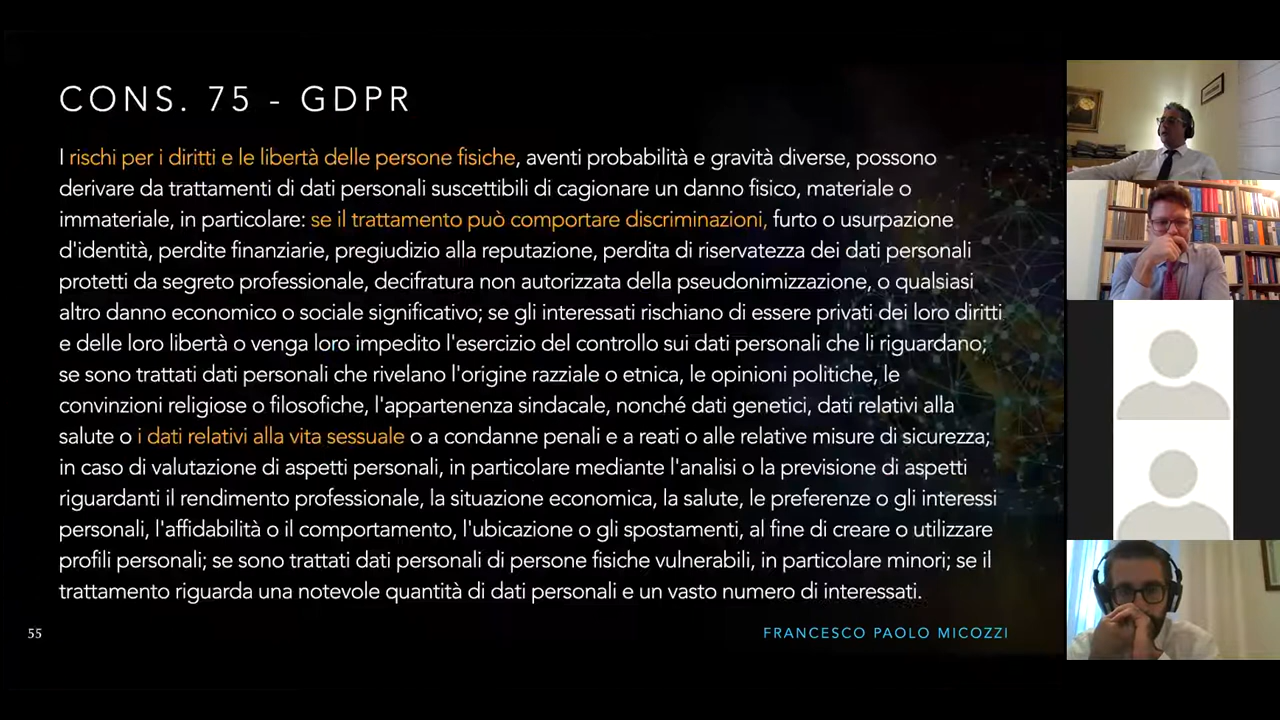 CONS. 75 - GDPR
I rischi per i diritti e le libertà delle persone fisiche, aventi probabilità e gravità diverse, possono
derivare da trattamenti di dati personali suscettibili di cagionare un danno fisico, materiale o
immateriale, in particolare: se il trattamento può comportare discriminazioni, furto o usurpazione
d'identità, perdite finanziarie, pregiudizio alla reputazione, perdita di riservatezza dei dati personali
protetti da segreto professionale, decifratura non autorizzata della pseudonimizzazione, o qualsiasi
altro danno economico o sociale significativo; se gli interessati rischiano di essere privati dei loro diritti
e delle loro libertà o venga loro impedito l'esercizio del controllo sui dati personali che li riguardano;
se sono trattati dati personali che rivelano l'origine razziale o etnica, le opinioni politiche, le
convinzioni religiose o filosofiche, l'appartenenza sindacale, nonché dati genetici, dati relativi alla
salute o i dati relativi alla vita sessuale o a condanne penali e a reati o alle relative misure di sicurezza;
in caso di valutazione di aspetti personali, in particolare mediante l'analisi o la previsione di aspetti
riguardanti il rendimento professionale, la situazione economica, la salute, le preferenze o gli interessi
personali, l'affidabilità o il comportamento, l'ubicazione o gli spostamenti, al fine di creare o utilizzare
profili personali; se sono trattati dati personali di persone fisiche vulnerabili, in particolare minori; se il
trattamento riguarda una notevole quantità di dati personali e un vasto numero di interessati.
55
FRANCESCO PAOLO MICOZZI